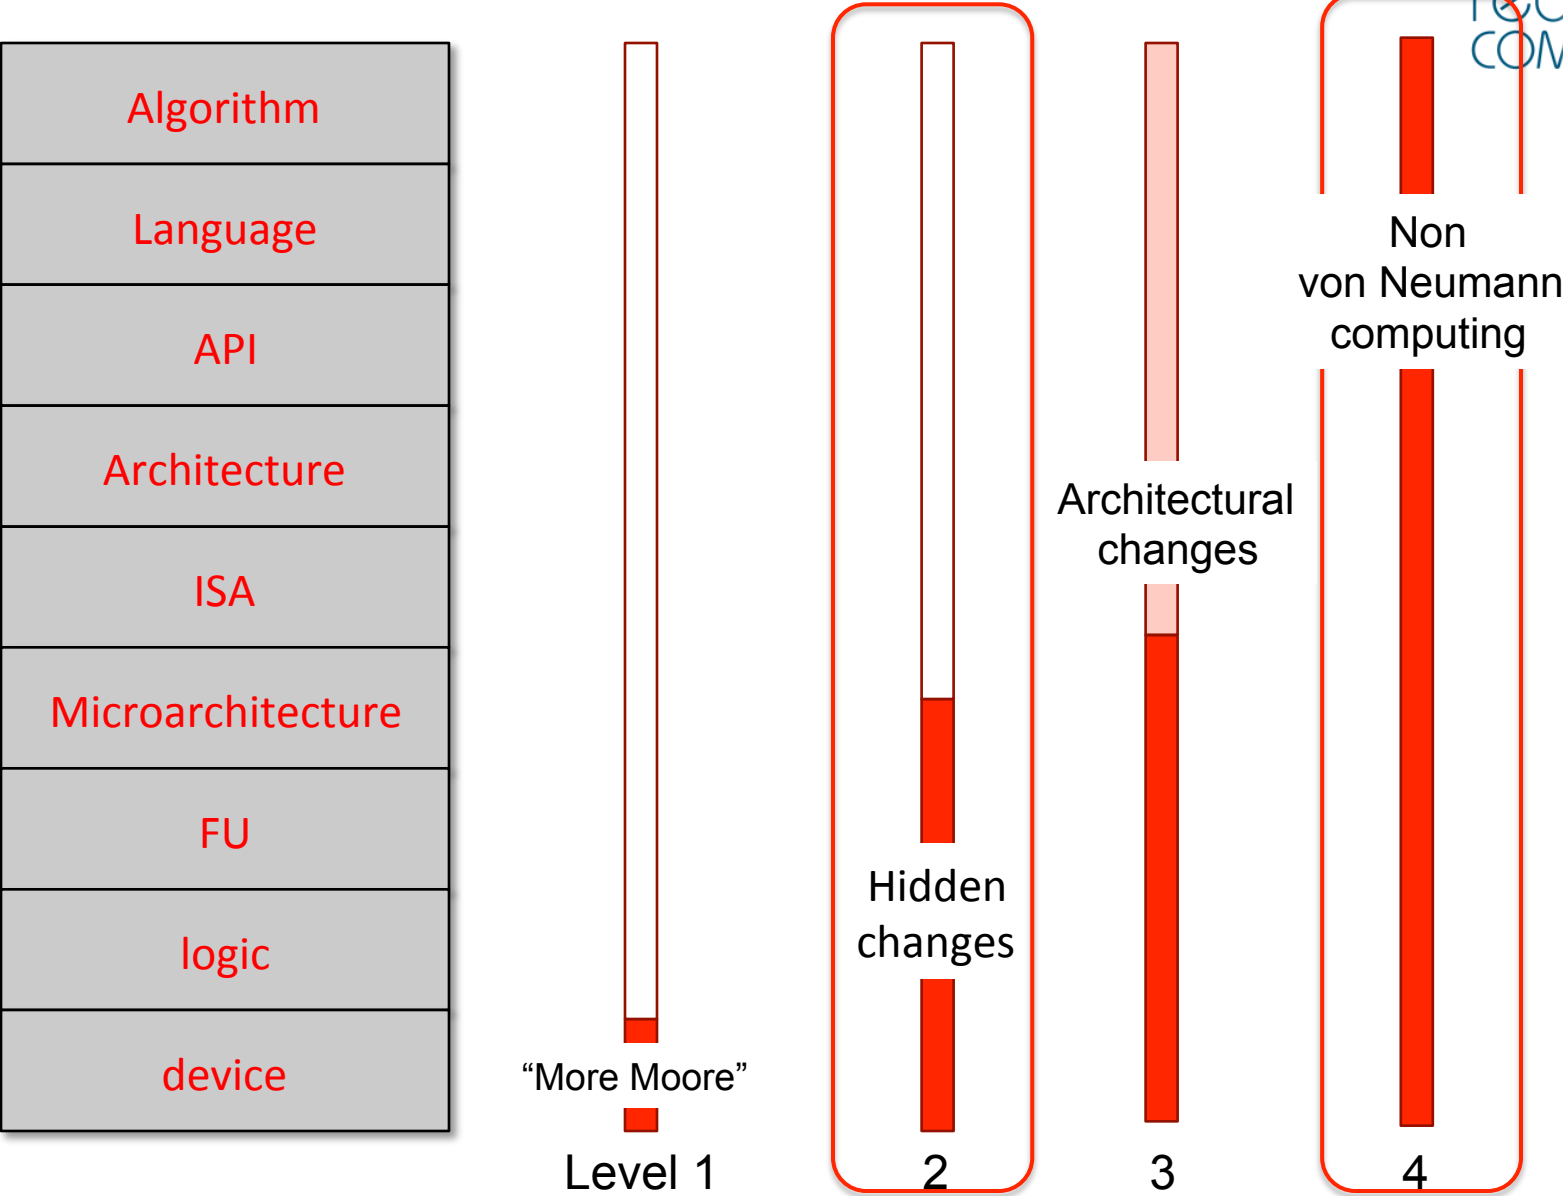 Algorithm
Language
API
Architecture
ISA
Microarchitecture
FU
logic
device
“More Moore”
Level 1
Hidden
changes
2
Architectural
changes
3
Non
von Neumann
computing
4